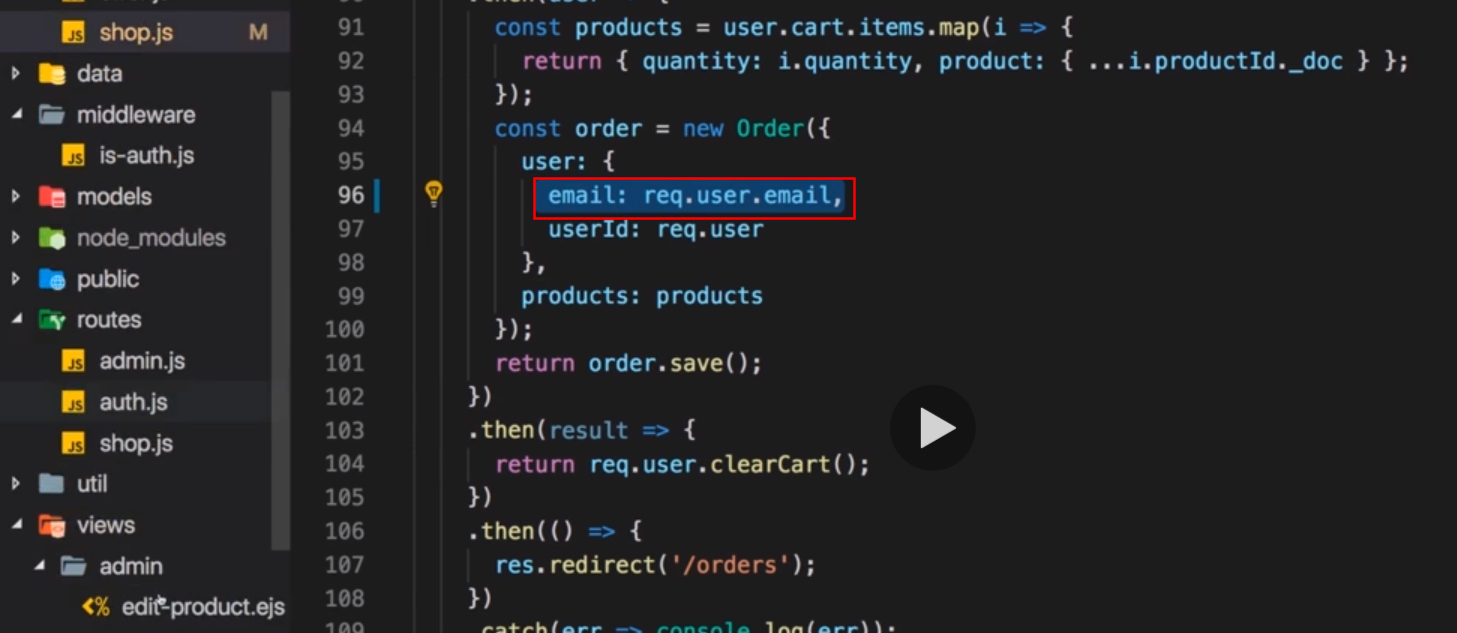 shop.js M
data
middleware
is-auth.js
models
node_modules
public
routes
admin.js
auth.js
shop.js
util
views
admin
edit-product.ejs
91 const products = user.cart.items.map(i => {
92 return { quantity: i.quantity, product: { ...i.productId._doc } };
93 });
94 const order = new Order({
95 user: {
96 email: req.user.email,
97 userId: req.user
98 },
99 products: products
100 });
101 return order.save();
102 })
103 .then(result => {
104 return req.user.clearCart();
105 })
106 .then(() => {
107 res.redirect('/orders');
108 })
109 .catch(err => console.log(err));